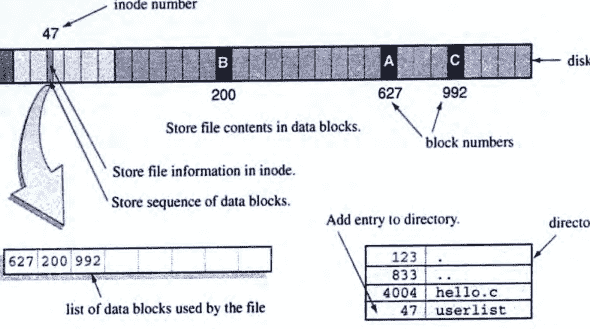 inode number
47
B
A
C
disk
200
627
992
Store file contents in data blocks.
block numbers
Store file information in inode.
Store sequence of data blocks.
Add entry to directory.
directo
627 200 992
123 .
833 ..
4004 hello.c
47 userlist
list of data blocks used by the file